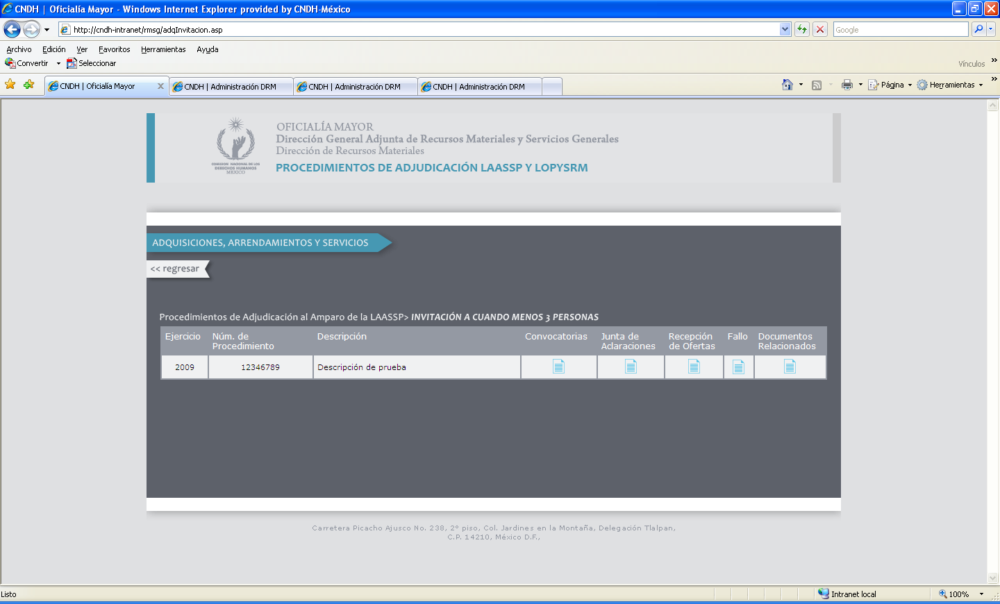 CNDH | Oficialía Mayor - Windows Internet Explorer provided by CNDH-México
http://cndh-intranet/rmsg/adqInvitacion.asp
Google
Archivo Edición Ver Favoritos Herramientas Ayuda
Convertir Seleccionar
Vínculos
CNDH | Oficialía Mayor
CNDH | Administración DRM
CNDH | Administración DRM
CNDH | Administración DRM
Página
Herramientas
COMISION NACIONAL DE LOS
DERECHOS HUMANOS
MEXICO
OFICIALÍA MAYOR
Dirección General Adjunta de Recursos Materiales y Servicios Generales
Dirección de Recursos Materiales
PROCEDIMIENTOS DE ADJUDICACIÓN LAASSP Y LOPYSRM
ADQUISICIONES, ARRENDAMIENTOS Y SERVICIOS
<< regresar
Procedimientos de Adjudicación al Amparo de la LAASSP> INVITACIÓN A CUANDO MENOS 3 PERSONAS
Ejercicio
Núm. de
Procedimiento
Descripción
Convocatorias
Junta de
Aclaraciones
Recepción
de Ofertas
Fallo
Documentos
Relacionados
2009 12346789 Descripción de prueba
Carretera Picacho Ajusco No. 238, 2° piso, Col. Jardines en la Montaña, Delegación Tlalpan,
C.P. 14210, México D.F.,
Listo
Intranet local
100%